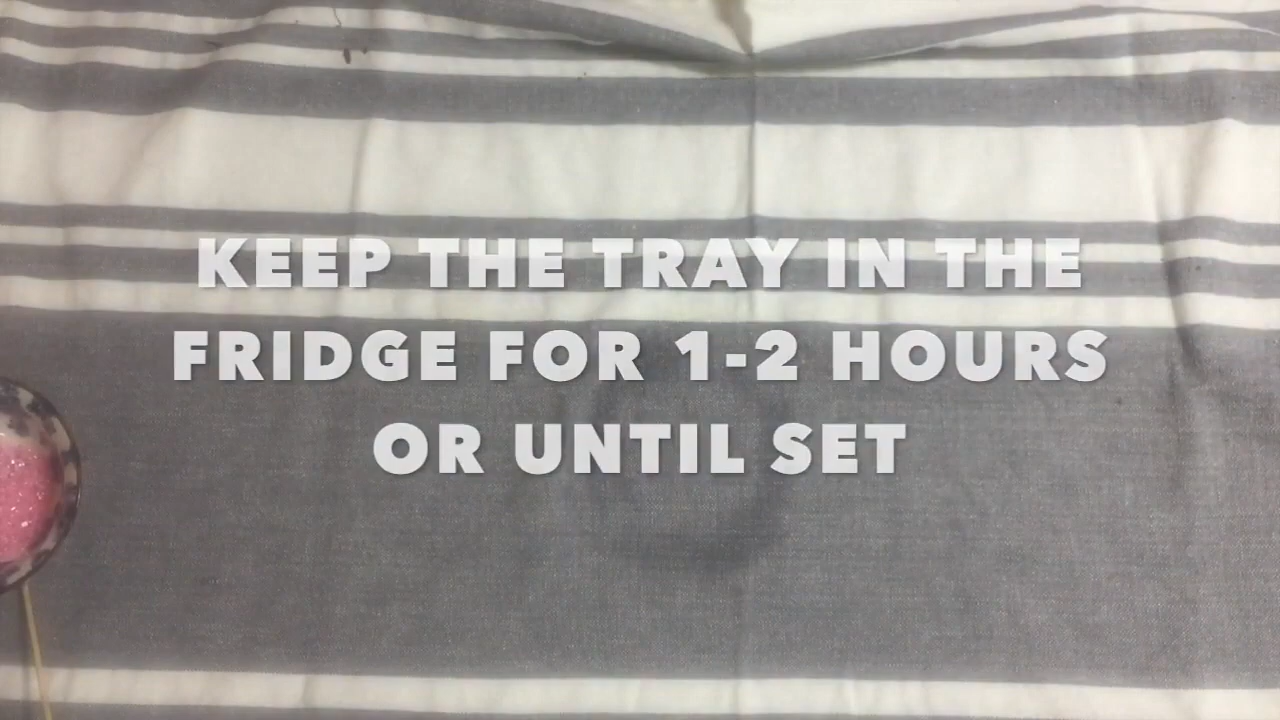 KEEP THE TRAY IN THE
FRIDGE FOR 1-2 HOURS
OR UNTIL SET